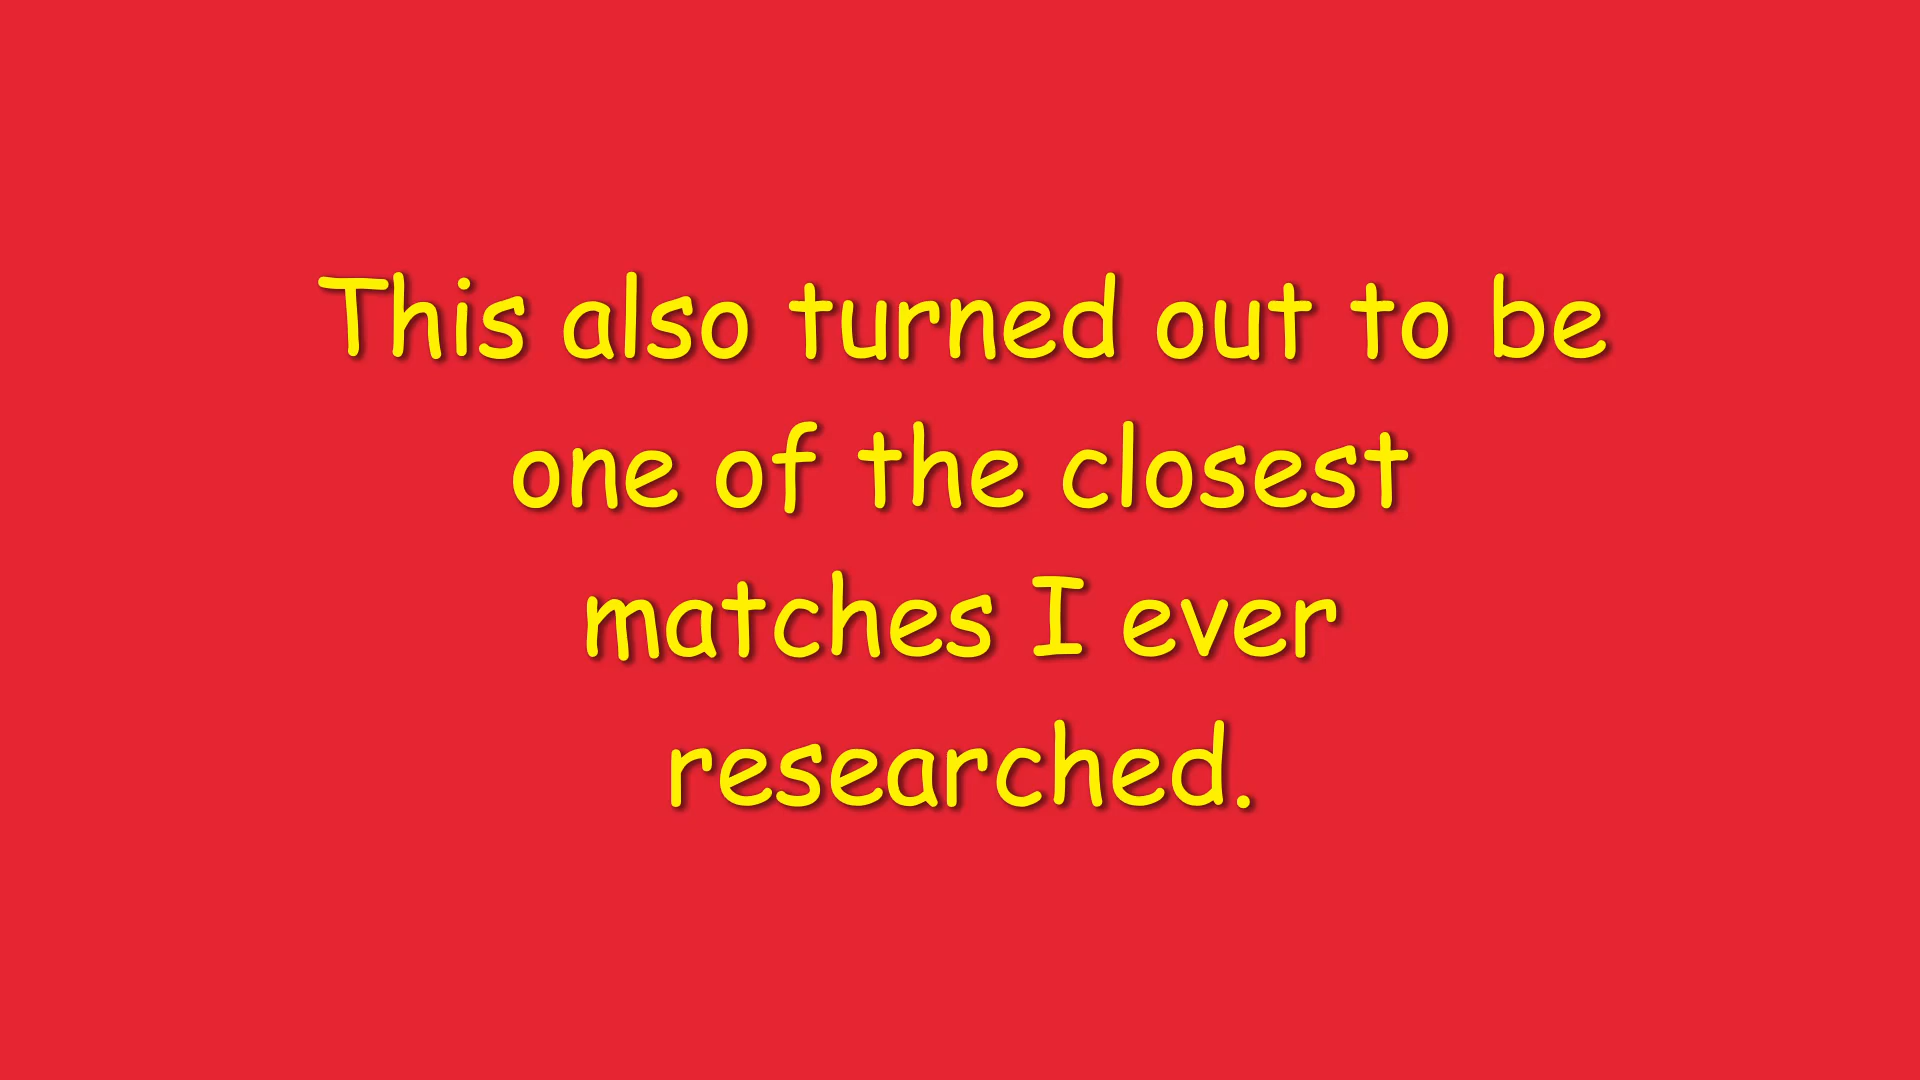 This also turned out to be
one of the closest
matches I ever
researched.